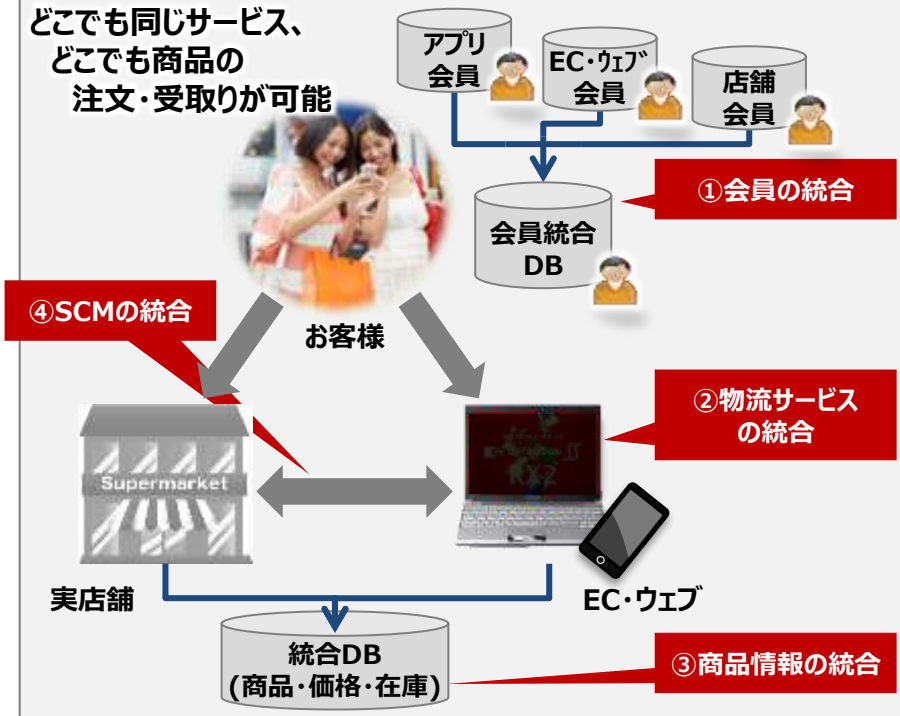 どこでも同じサービス、
どこでも商品の
注文・受取りが可能
アプリ
会員
EC・ウェブ
会員
店舗
会員
①会員の統合
会員統合
DB
④SCMの統合
お客様
②物流サービス
の統合
Supermarket
RX2
実店舗
EC・ウェブ
統合DB
(商品・価格・在庫)
③商品情報の統合